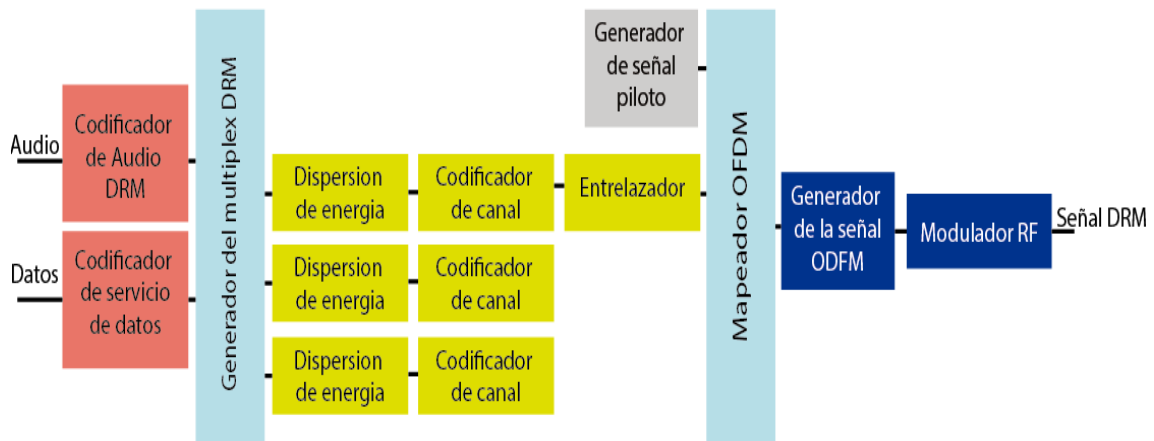 Audio
Codificador
de Audio
DRM
Datos
Codificador
de servicio
de datos
Generador del multiplex DRM
Dispersion
de energia
Codificador
de canal
Entrelazador
Dispersion
de energia
Codificador
de canal
Dispersion
de energia
Codificador
de canal
Generador
de señal
piloto
Mapeador OFDM
Generador
de la señal
ODFM
Modulador RF
Señal DRM